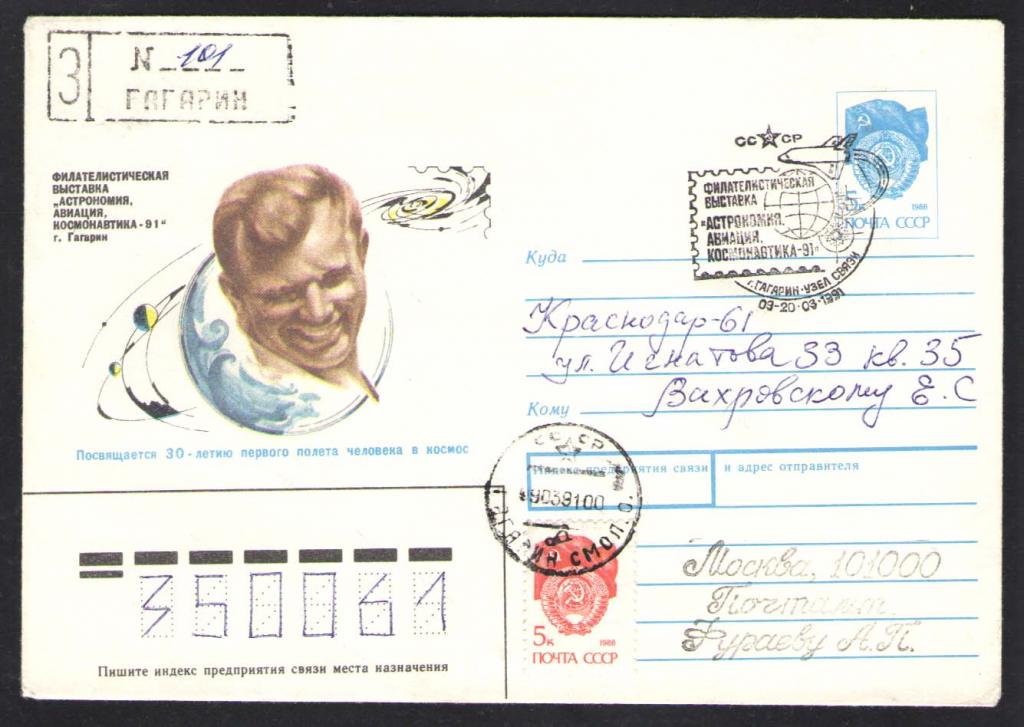 З
N 101
ГАГАРИН
ФИЛАТЕЛИСТИЧЕСКАЯ
ВЫСТАВКА
„АСТРОНОМИЯ,
АВИАЦИЯ,
КОСМОНАВТИКА-91"
г. Гагарин
Посвящается 30-летию первого полета человека в космос
СССР
ФИЛАТЕЛИСТИЧЕСКАЯ
ВЫСТАВКА
"АСТРОНОМИЯ,
АВИАЦИЯ,
КОСМОНАВТИКА-91"
г.ГАГАРИН·УЗЕЛ СВЯЗИ
03-20·03·1991
1988
ПОЧТА СССР
Куда
Краснодар-61
ул. Игнатова 33 кв. 35
Кому
Вахровскому Е. С
Индекс предприятия связи
и адрес отправителя
СССР
ГАГАРИН СМОЛ. О.
5к
1988
ПОЧТА СССР
Москва, 101000
Почтамт
Фураеву А.П.
350061
Пишите индекс предприятия связи места назначения